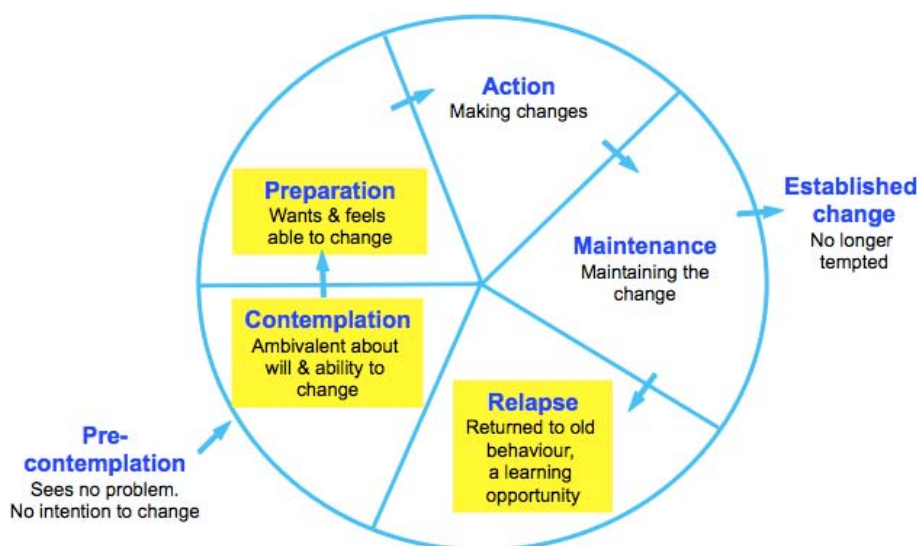 Action
Making changes
Preparation
Wants & feels
able to change
Established
change
No longer
tempted
Maintenance
Maintaining the
change
Contemplation
Ambivalent about
will & ability to
change
Relapse
Returned to old
behaviour,
a learning
opportunity
Pre-
contemplation
Sees no problem.
No intention to change